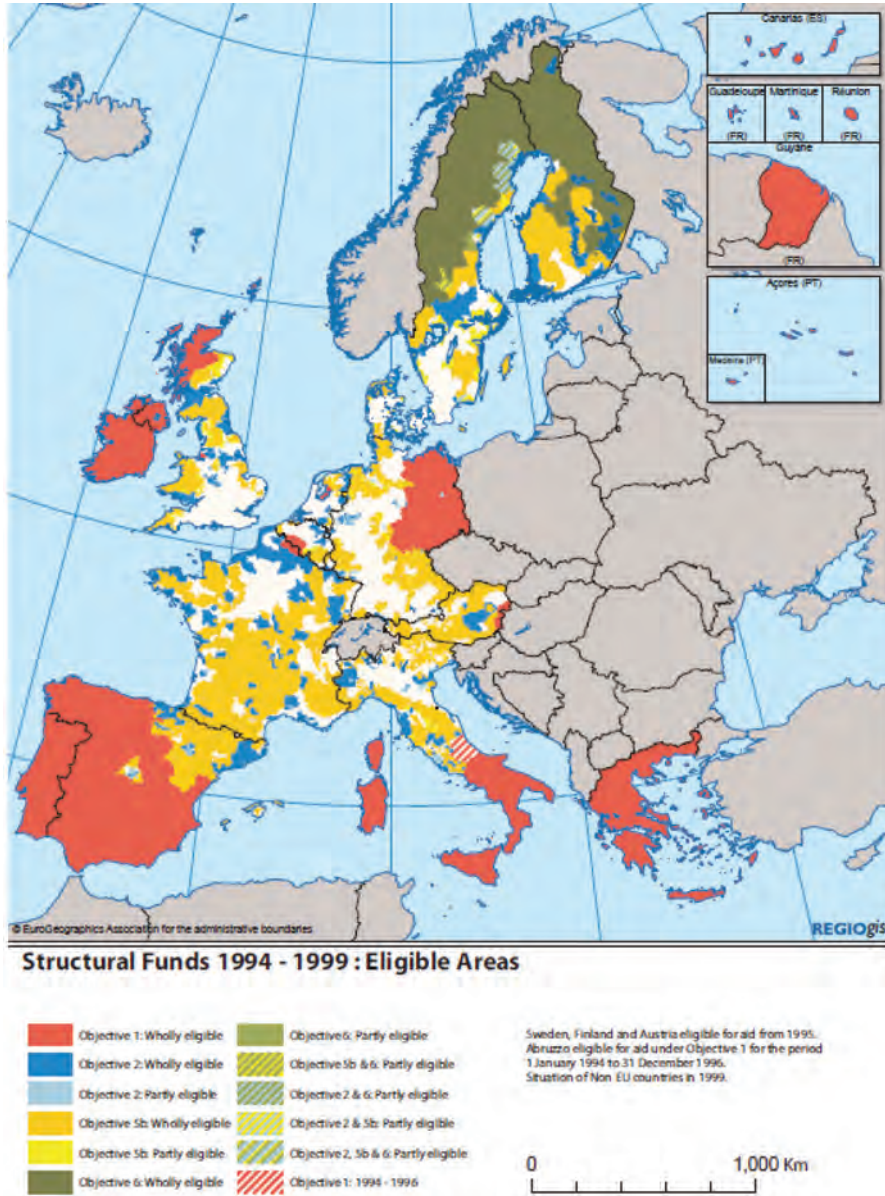 Canarias (ES)
Guadeloupe Martinique Réunion
(FR) (FR) (FR)
Guyane
(FR)
Açores (PT)
Madeira (PT)
© EuroGeographics Association for the administrative boundaries
REGIOgis
Structural Funds 1994 - 1999 : Eligible Areas
Objective 1: Wholly eligible
Objective 2: Wholly eligible
Objective 2: Partly eligible
Objective 5b: Wholly eligible
Objective 5b: Partly eligible
Objective 6: Wholly eligible
Objective 6: Partly eligible
Objective 5b & 6: Partly eligible
Objective 2 & 6: Partly eligible
Objective 2 & 5b: Partly eligible
Objective 2, 5b & 6: Partly eligible
Objective 1: 1994 - 1996
Sweden, Finland and Austria eligible for aid from 1995.
Abruzzo eligible for aid under Objective 1 for the period
1 January 1994 to 31 December 1996.
Situation of Non EU countries in 1999.
0 1,000 Km